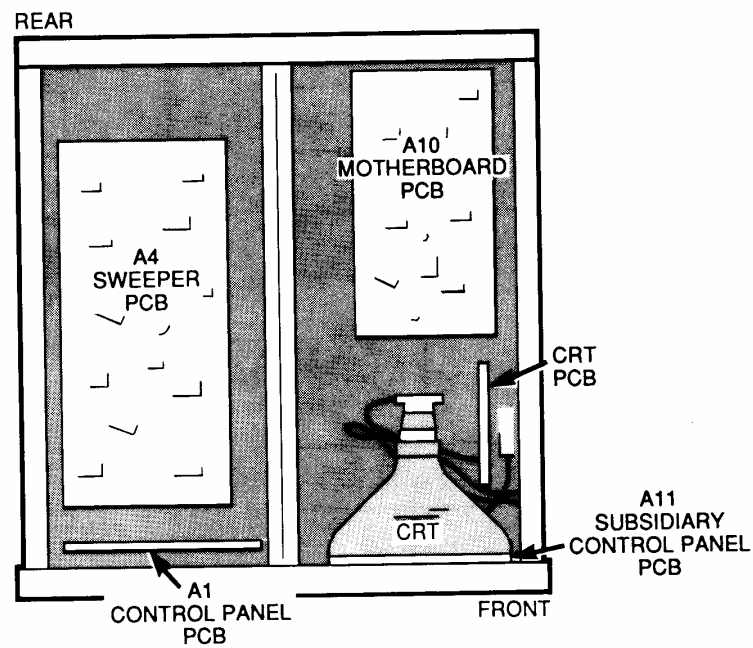 REAR
A10
MOTHERBOARD
PCB
A4
SWEEPER
PCB
CRT
PCB
A11
SUBSIDIARY
CONTROL PANEL
PCB
CRT
A1
CONTROL PANEL
PCB
FRONT